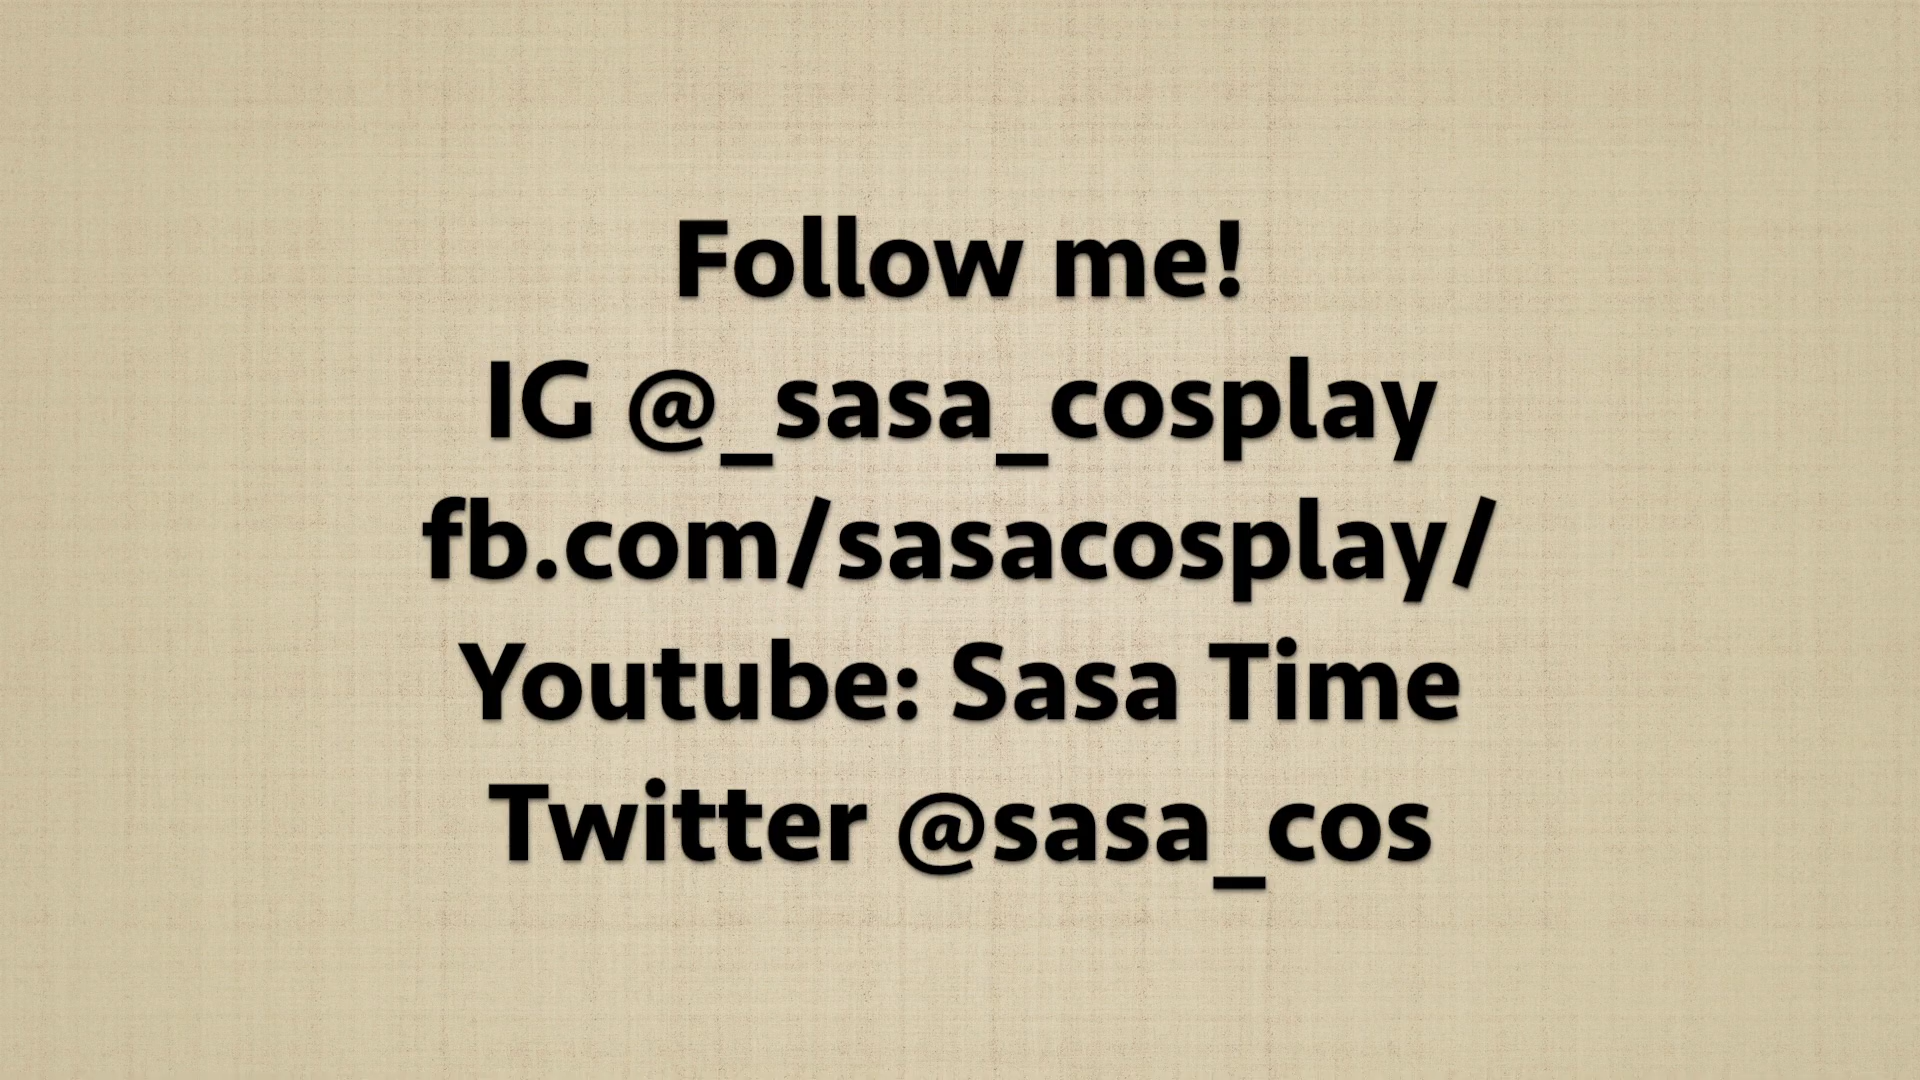 Follow me!
IG @_sasa_cosplay
fb.com/sasacosplay/
Youtube: Sasa Time
Twitter @sasa_cos